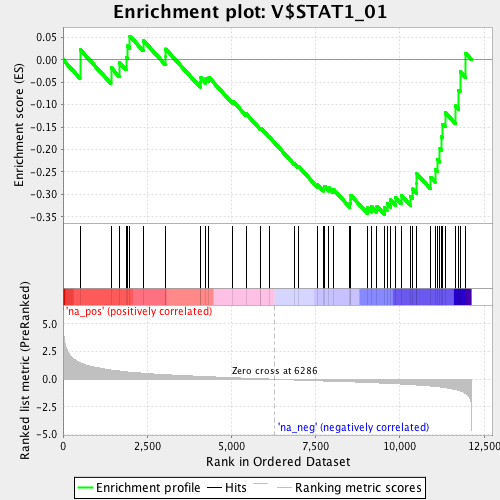 Enrichment plot: V$STAT1_01
Enrichment score (ES)
0.05
0.00
-0.05
-0.10
-0.15
-0.20
-0.25
-0.30
-0.35
'na_pos' (positively correlated)
Ranked list metric (PreRanked)
5.0
2.5
0.0
-2.5
-5.0
Zero cross at 6286
'na_neg' (negatively correlated)
0
2,500
5,000
7,500
10,000
12,500
Rank in Ordered Dataset
Enrichment profile
Hits
Ranking metric scores